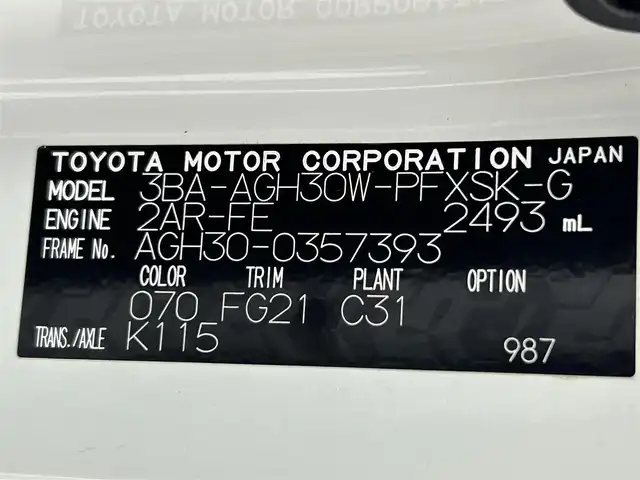 TOYOTA MOTOR CORPORATION JAPAN
MODEL 3BA-AGH30W-PFXSK-G
ENGINE 2AR-FE 2493 mL
FRAME No. AGH30-0357393
COLOR TRIM PLANT OPTION
070 FG21 C31
TRANS./AXLE K115
987